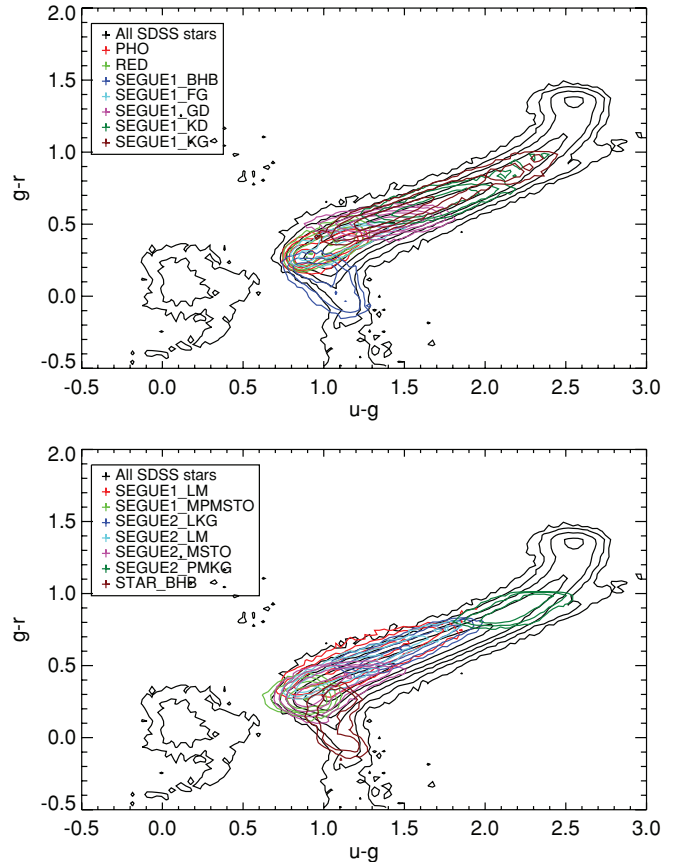 2.0
1.5
1.0
0.5
0.0
-0.5
g-r
All SDSS stars
PHO
RED
SEGUE1_BHB
SEGUE1_FG
SEGUE1_GD
SEGUE1_KD
SEGUE1_KG
-0.5 0.0 0.5 1.0 1.5 2.0 2.5 3.0
u-g
2.0
1.5
1.0
0.5
0.0
-0.5
g-r
All SDSS stars
SEGUE1_LM
SEGUE1_MPMSTO
SEGUE2_LKG
SEGUE2_LM
SEGUE2_MSTO
SEGUE2_PMKG
STAR_BHB
-0.5 0.0 0.5 1.0 1.5 2.0 2.5 3.0
u-g